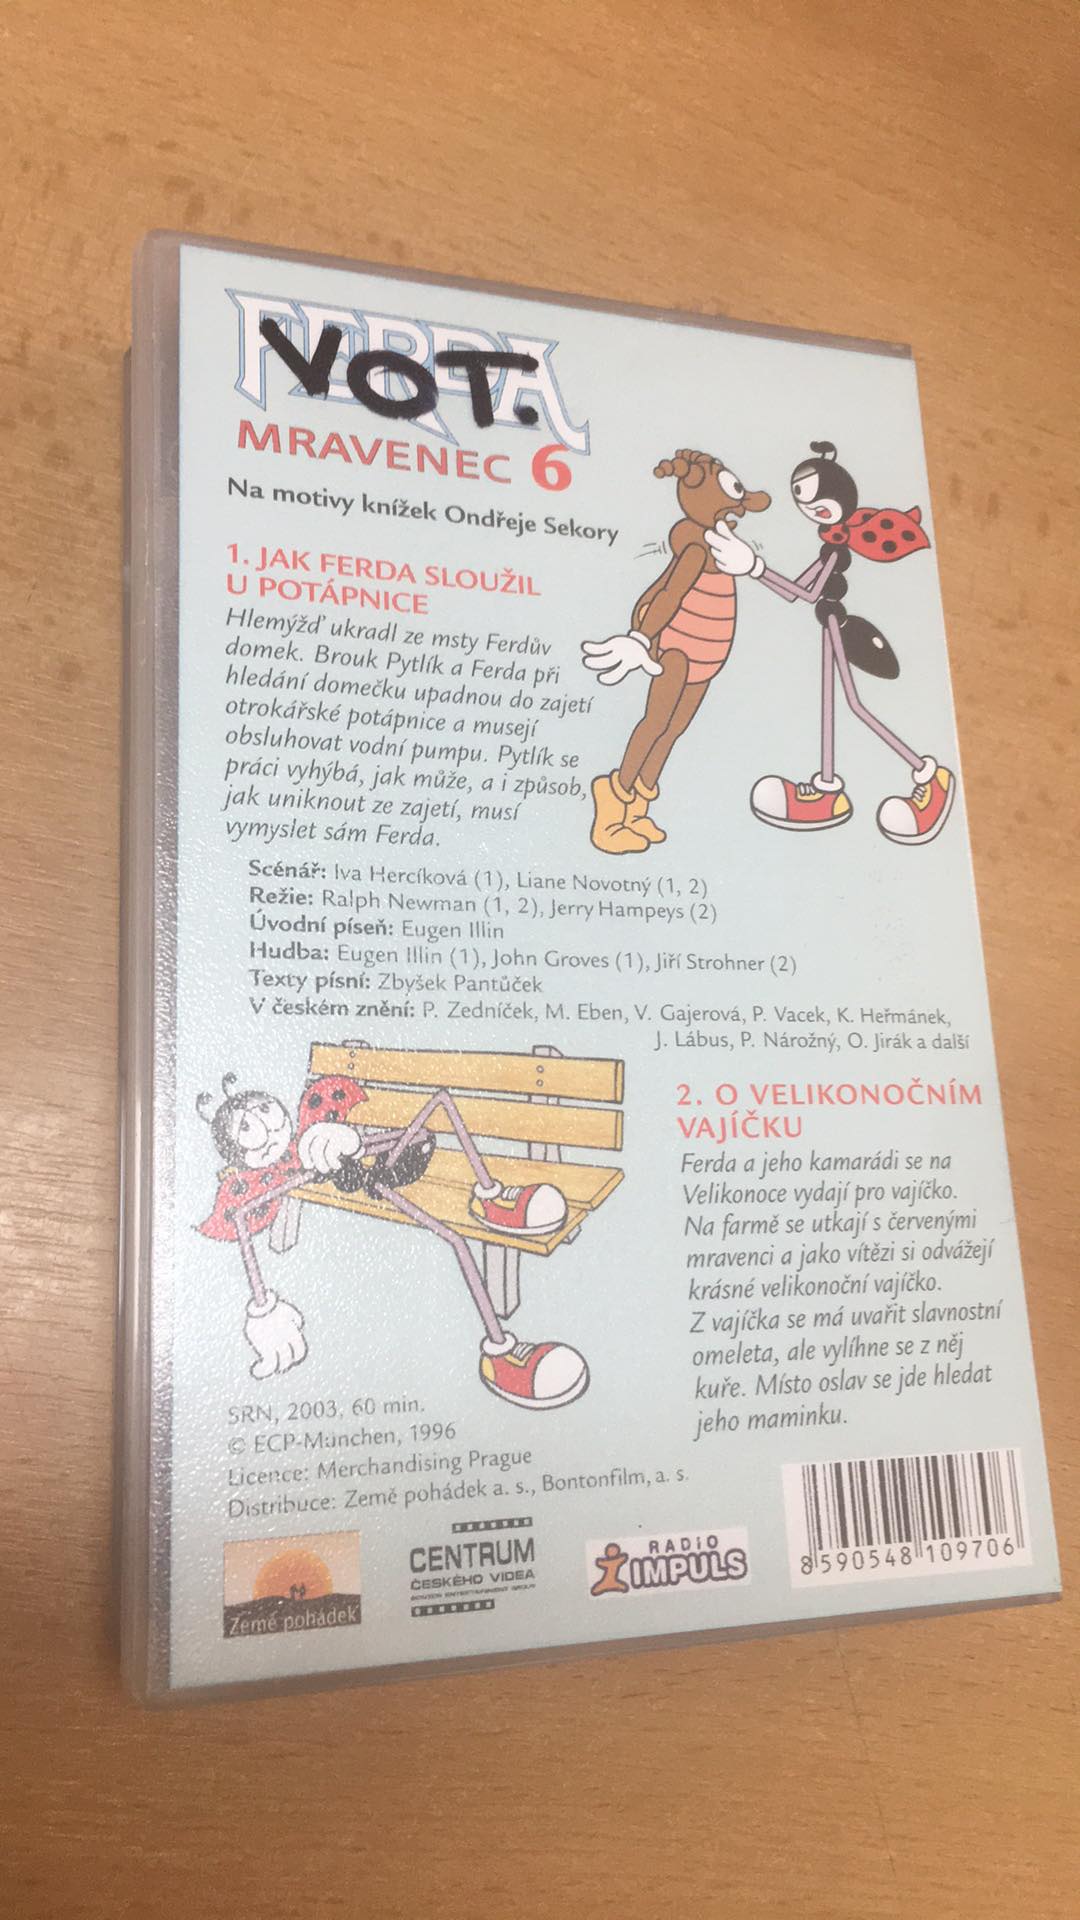 FERDA
VOT.
MRAVENEC 6
Na motivy knížek Ondřeje Sekory
1. JAK FERDA SLOUŽIL
U POTÁPNICE
Hlemýžď ukradl ze msty Ferdův
domek. Brouk Pytlík a Ferda při
hledání domečku upadnou do zajetí
otrokářské potápnice a musejí
obsluhovat vodní pumpu. Pytlík se
práci vyhýbá, jak může, a i způsob,
jak uniknout ze zajetí, musí
vymyslet sám Ferda.
Scénář: Iva Hercíková (1), Liane Novotný (1, 2)
Režie: Ralph Newman (1, 2), Jerry Hampeys (2)
Úvodní píseň: Eugen Illin
Hudba: Eugen Illin (1), John Groves (1), Jiří Strohner (2)
Texty písní: Zbyšek Pantůček
V českém znění: P. Zedníček, M. Eben, V. Gajerová, P. Vacek, K. Heřmánek,
J. Lábus, P. Nárožný, O. Jirák a další
2. O VELIKONOČNÍM
VAJÍČKU
Ferda a jeho kamarádi se na
Velikonoce vydají pro vajíčko.
Na farmě se utkají s červenými
mravenci a jako vítězi si odvážejí
krásné velikonoční vajíčko.
Z vajíčka se má uvařit slavnostní
omeleta, ale vylíhne se z něj
kuře. Místo oslav se jde hledat
jeho maminku.
SRN, 2003, 60 min.
© ECP-München, 1996
Licence: Merchandising Prague
Distribuce: Země pohádek a. s., Bontonfilm, a. s.
Země pohádek
CENTRUM
ČESKÉHO VIDEA
BONTON ENTERTAINMENT GROUP
RADIO
IMPULS
8 590548 109706